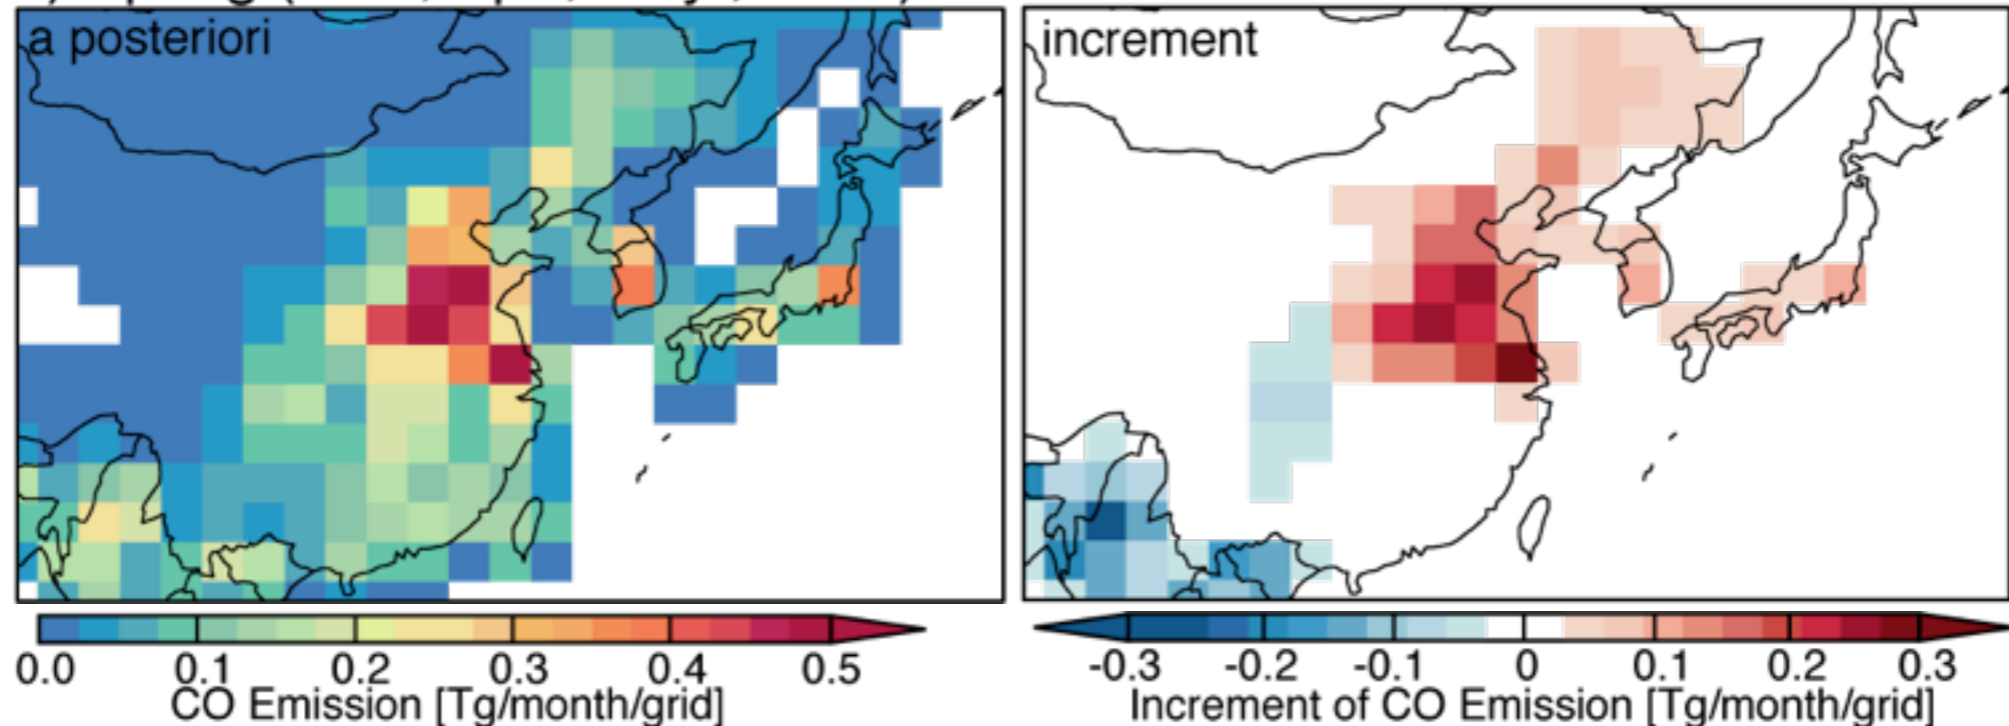 a posteriori
increment
0.0 0.1 0.2 0.3 0.4 0.5
CO Emission [Tg/month/grid]
-0.3 -0.2 -0.1 0 0.1 0.2 0.3
Increment of CO Emission [Tg/month/grid]